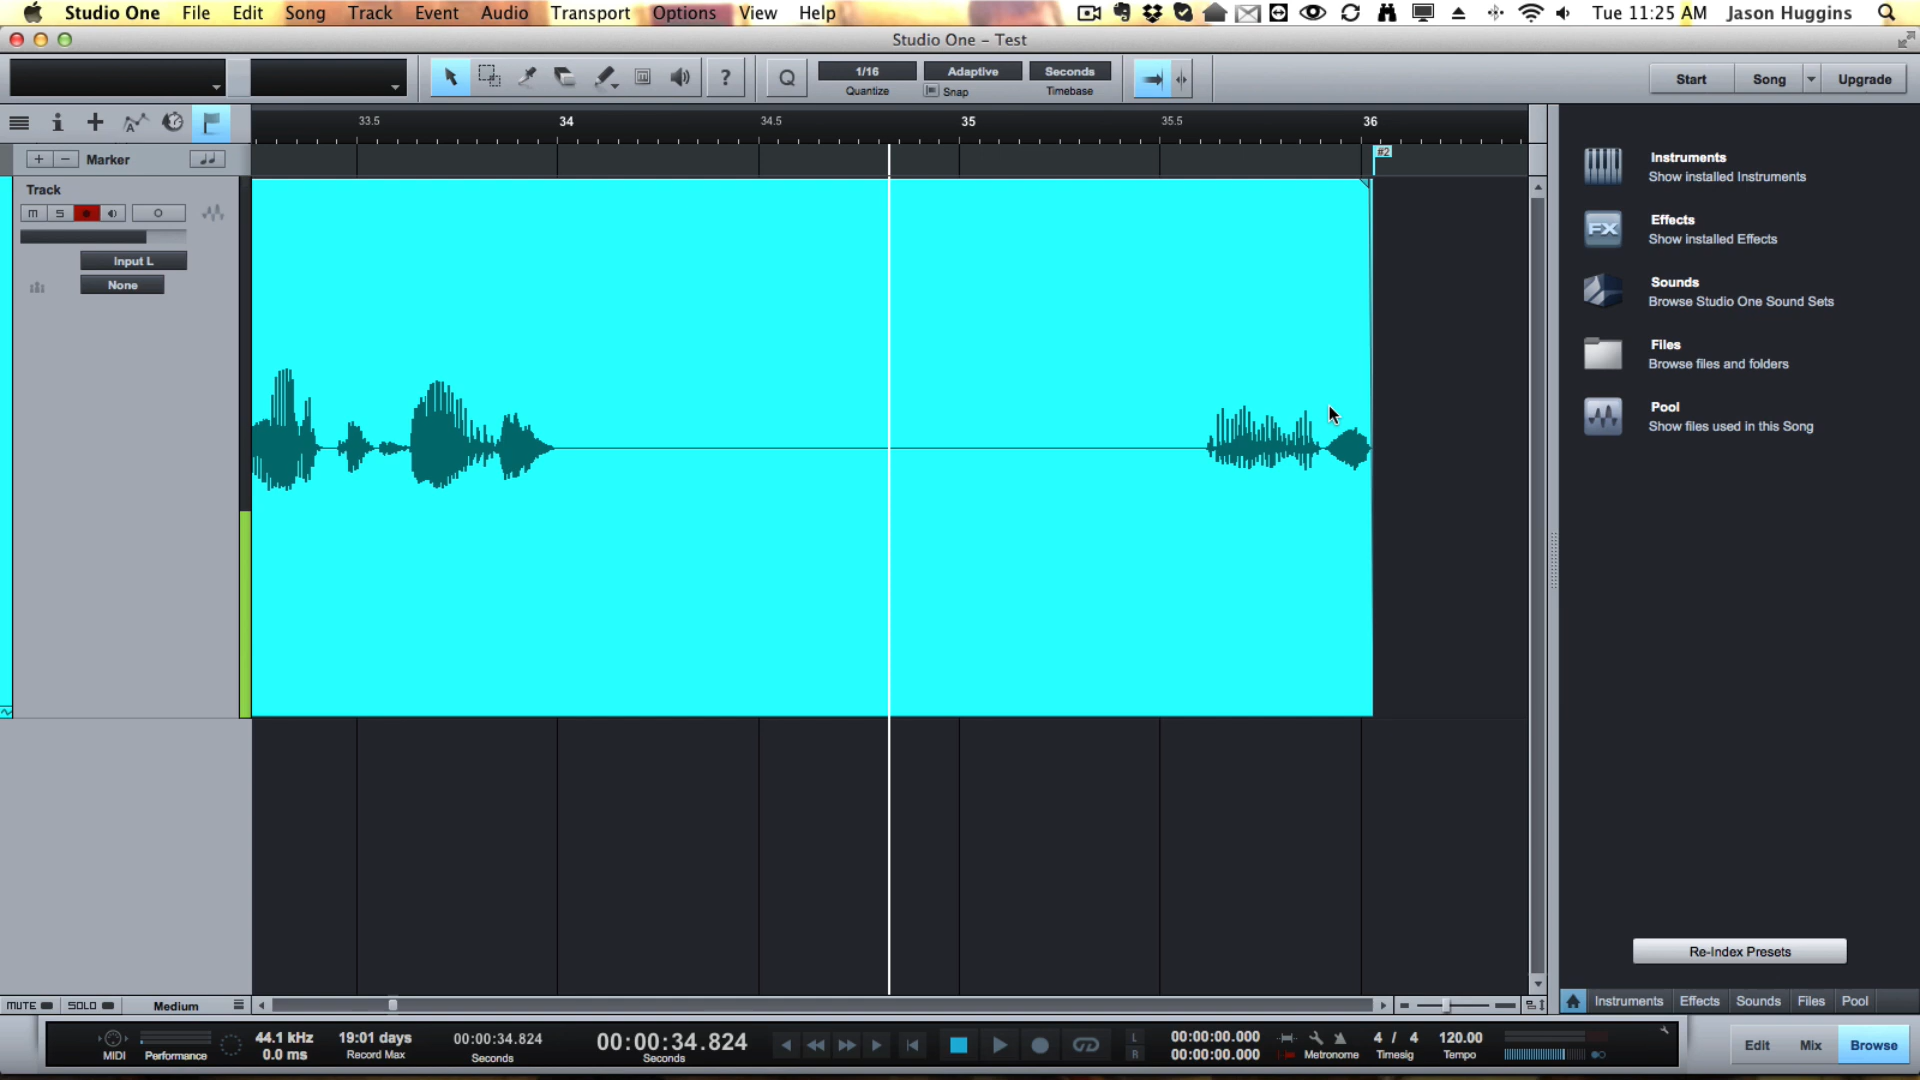 Studio One File Edit Song Track Event Audio Transport Options View Help Tue 11:25 AM Jason Huggins
Studio One – Test
? Q 1/16 Quantize Adaptive Snap Seconds Timebase Start Song Upgrade
33.5 34 34.5 35 35.5 36
+ – Marker #2
Track
M S
Input L
None
Instruments
Show installed Instruments
FX
Effects
Show installed Effects
Sounds
Browse Studio One Sound Sets
Files
Browse files and folders
Pool
Show files used in this Song
Re-Index Presets
MUTE SOLO Medium Instruments Effects Sounds Files Pool
MIDI Performance
44.1 kHz
0.0 ms
19:01 days
Record Max
00:00:34.824
Seconds
00:00:34.824
Seconds
L 00:00:00.000
R 00:00:00.000
Metronome
4 / 4
Timesig
120.00
Tempo
Edit Mix Browse